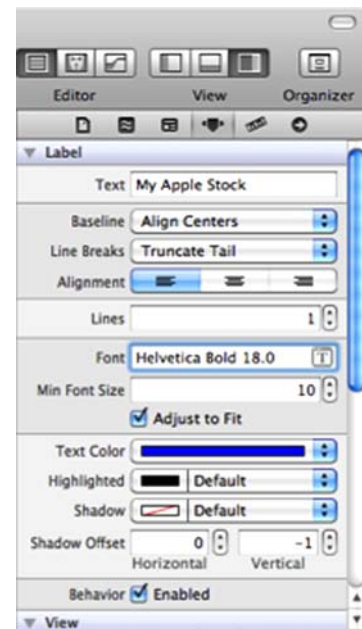 Editor View Organizer
Label
Text My Apple Stock
Baseline Align Centers
Line Breaks Truncate Tail
Alignment
Lines 1
Font Helvetica Bold 18.0 T
Min Font Size 10
Adjust to Fit
Text Color
Highlighted Default
Shadow Default
Shadow Offset 0 -1
Horizontal Vertical
Behavior Enabled
View